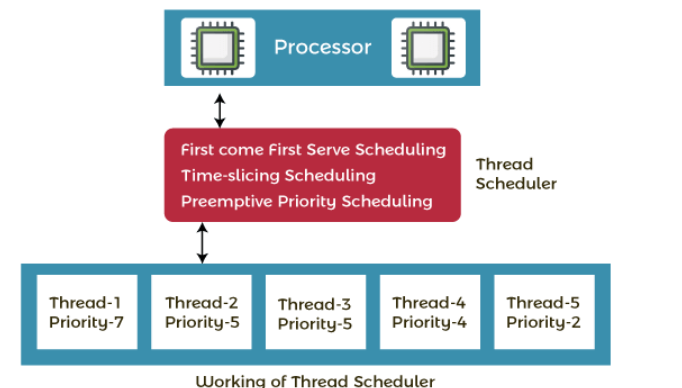 Processor
First come First Serve Scheduling
Time-slicing Scheduling
Preemptive Priority Scheduling
Thread
Scheduler
Thread-1
Priority-7
Thread-2
Priority-5
Thread-3
Priority-5
Thread-4
Priority-4
Thread-5
Priority-2
Working of Thread Scheduler